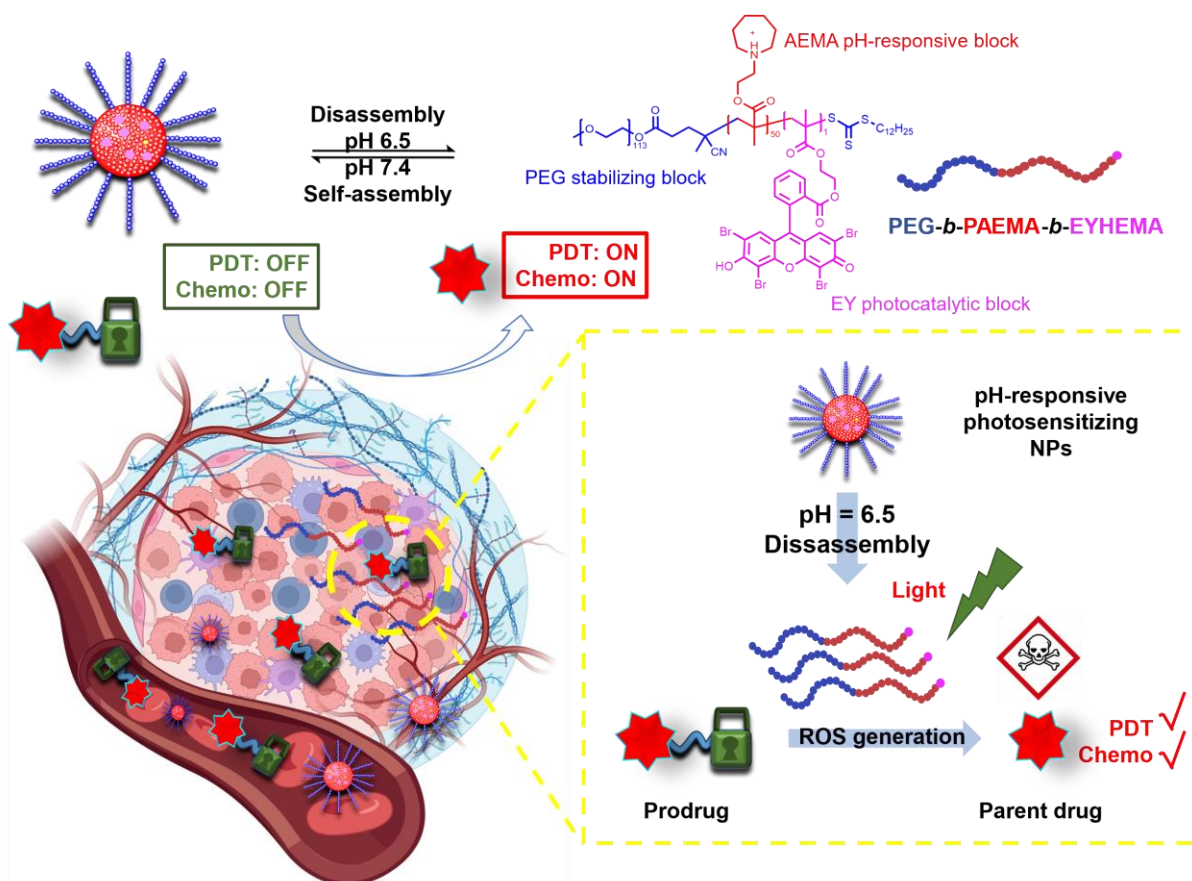 AEMA pH-responsive block
H
+
N
O
O
Disassembly
pH 6.5
pH 7.4
Self-assembly
O
113
O
O
CN
50
1
S
S
S
C12H25
O
O
O
O
PEG stabilizing block
PEG-b-PAEMA-b-EYHEMA
Br
Br
HO
O
O
Br
Br
EY photocatalytic block
PDT: OFF
Chemo: OFF
PDT: ON
Chemo: ON
pH-responsive
photosensitizing
NPs
pH = 6.5
Dissassembly
Light
ROS generation
PDT √
Chemo √
Prodrug
Parent drug